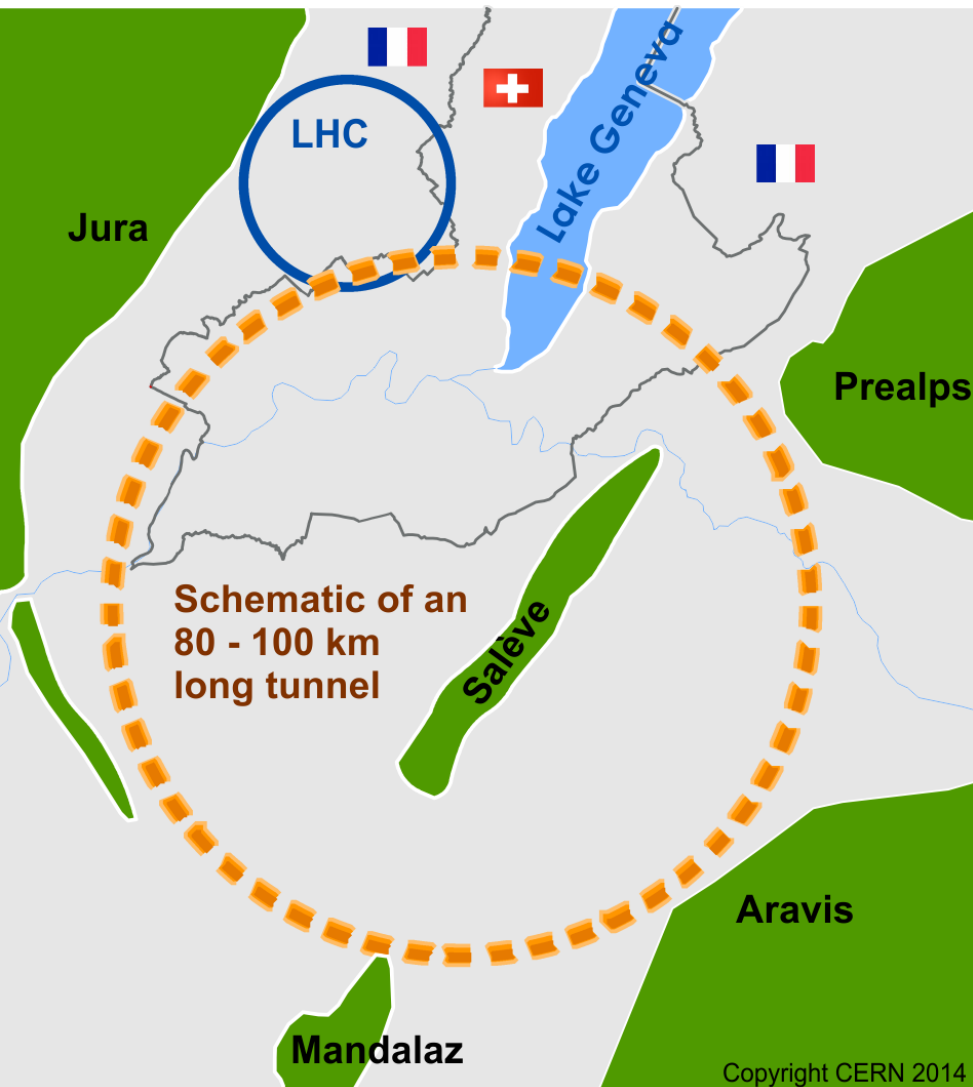 LHC
Lake Geneva
Jura
Prealps
Schematic of an
80 - 100 km
long tunnel
Salève
Aravis
Mandalaz
Copyright CERN 2014